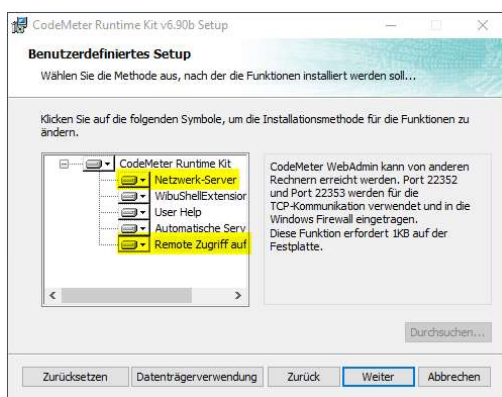 CodeMeter Runtime Kit v6.90b Setup
Benutzerdefiniertes Setup
Wählen Sie die Methode aus, nach der die Funktionen installiert werden soll...
Klicken Sie auf die folgenden Symbole, um die Installationsmethode für die Funktionen zu
ändern.
CodeMeter Runtime Kit
Netzwerk-Server
WibuShellExtension
User Help
Automatische Serv
Remote Zugriff auf
CodeMeter WebAdmin kann von anderen
Rechnern erreicht werden. Port 22352
und Port 22353 werden für die
TCP-Kommunikation verwendet und in die
Windows Firewall eingetragen.
Diese Funktion erfordert 1KB auf der
Festplatte.
Durchsuchen...
Zurücksetzen Datenträgerverwendung Zurück Weiter Abbrechen